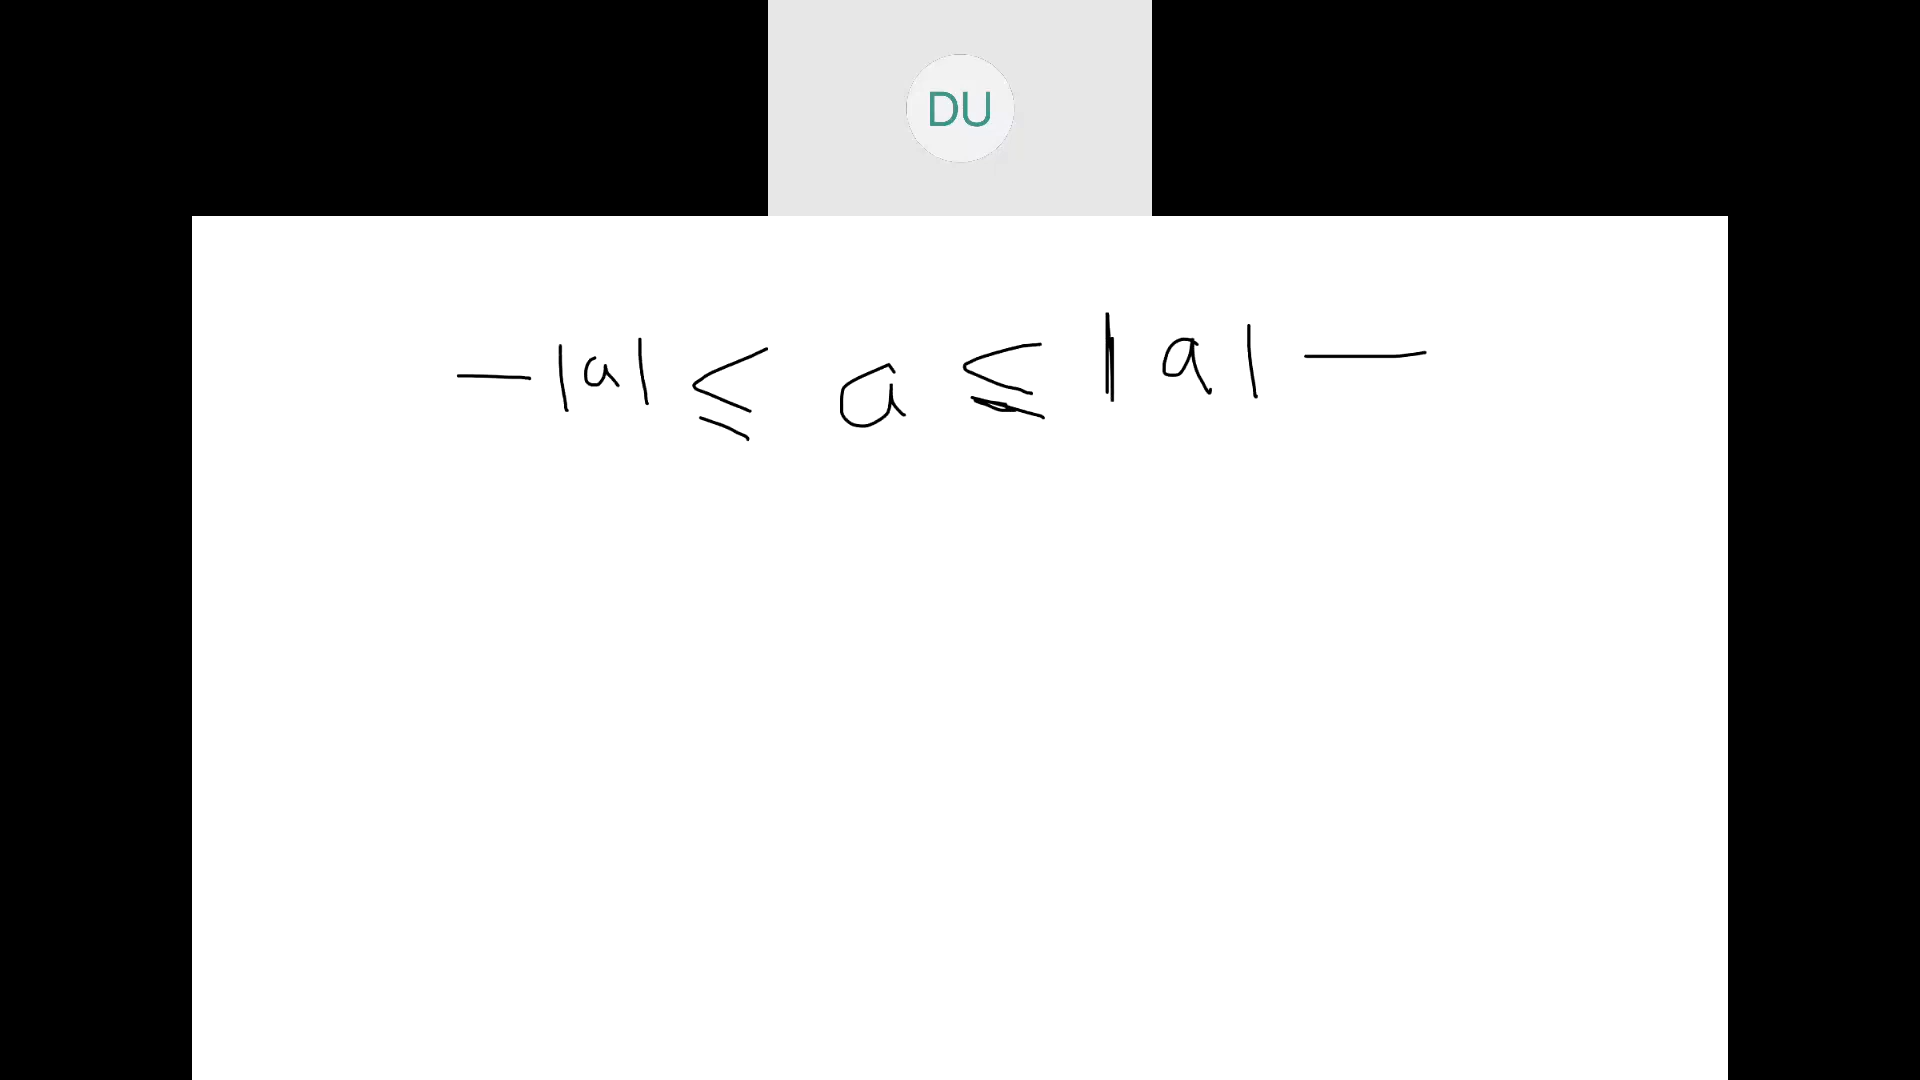 DU
-|a| ≤ a ≤ |a| —